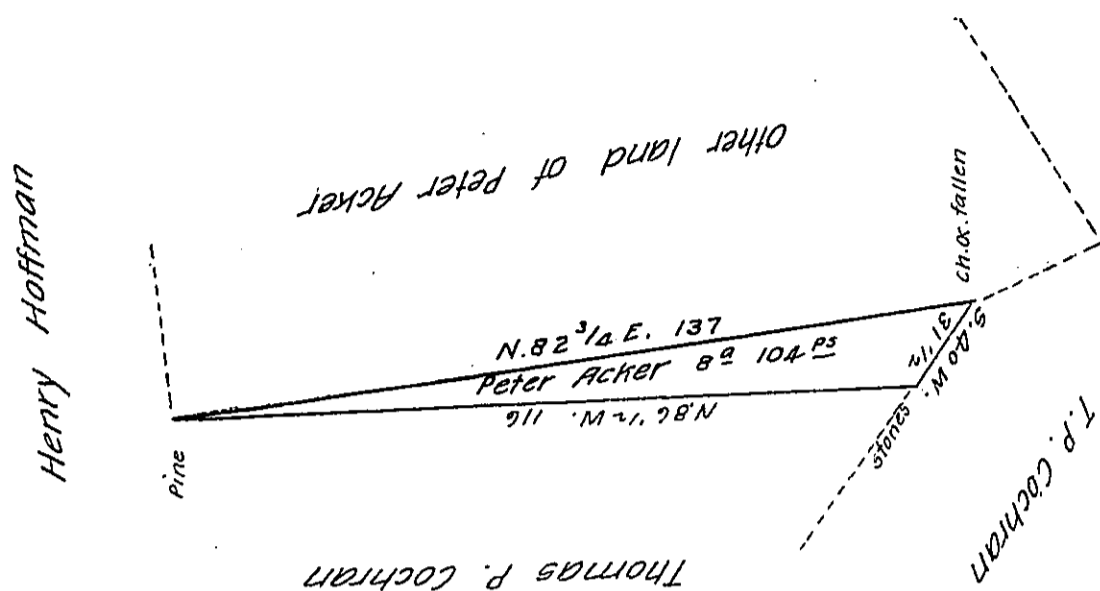 Henry Hoffman
Other land of Peter Acker
ch.o.fallen
N.82 3/4 E. 137
Peter Acker 8a 104 ps
N.86 1/2 W. 116
S.40 W.
31 1/2
Pine
stones
T.P. Cochran
Thomas P. Cochran